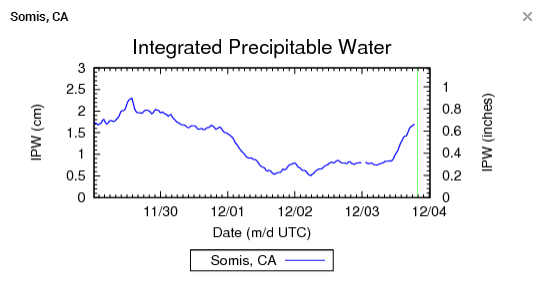 Somis, CA ×
Integrated Precipitable Water
IPW (cm)
3
2.5
2
1.5
1
0.5
0
IPW (inches)
1
0.8
0.6
0.4
0.2
0
11/30 12/01 12/02 12/03 12/04
Date (m/d UTC)
Somis, CA